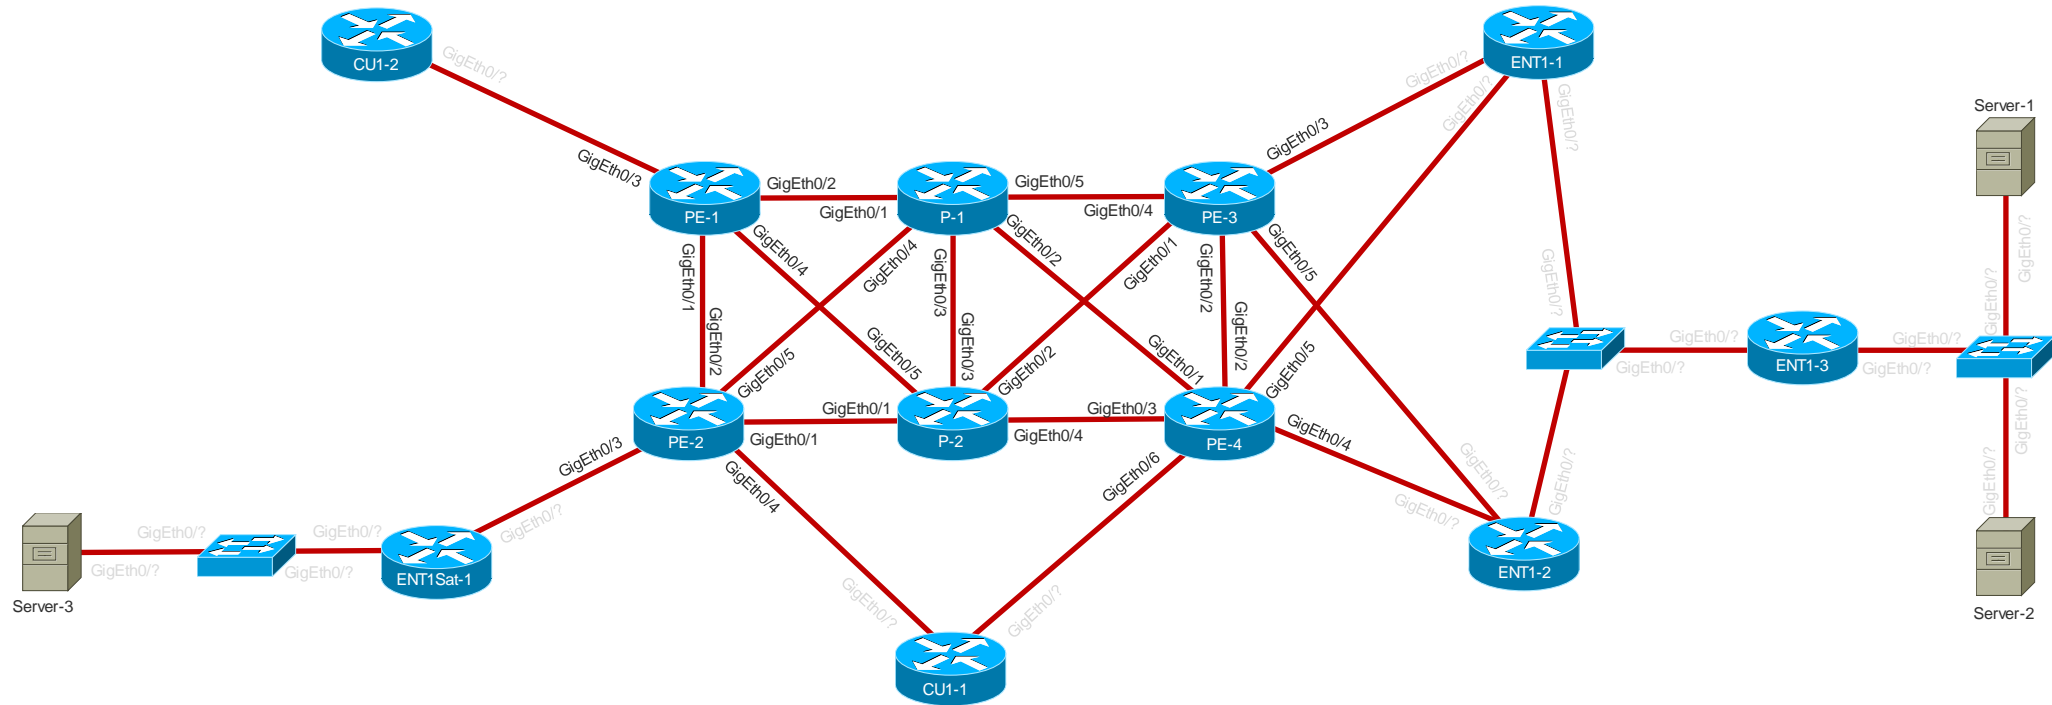 CU1-2
GigEth0/?
ENT1-1
GigEth0/?
GigEth0/?
GigEth0/?
Server-1
GigEth0/3
GigEth0/3
PE-1
GigEth0/2
GigEth0/1
P-1
GigEth0/5
GigEth0/4
PE-3
GigEth0/1
GigEth0/4
GigEth0/4
GigEth0/3
GigEth0/2
GigEth0/1
GigEth0/2
GigEth0/5
GigEth0/?
GigEth0/?
GigEth0/?
GigEth0/2
GigEth0/5
GigEth0/5
GigEth0/3
GigEth0/2
GigEth0/1
GigEth0/2
GigEth0/5
GigEth0/?
GigEth0/?
ENT1-3
GigEth0/?
GigEth0/?
PE-2
GigEth0/1
GigEth0/1
P-2
GigEth0/3
GigEth0/4
PE-4
GigEth0/4
GigEth0/?
GigEth0/?
GigEth0/?
GigEth0/?
GigEth0/?
GigEth0/3
GigEth0/4
GigEth0/6
GigEth0/?
GigEth0/?
GigEth0/?
GigEth0/?
GigEth0/?
ENT1Sat-1
ENT1-2
Server-3
Server-2
GigEth0/?
GigEth0/?
CU1-1